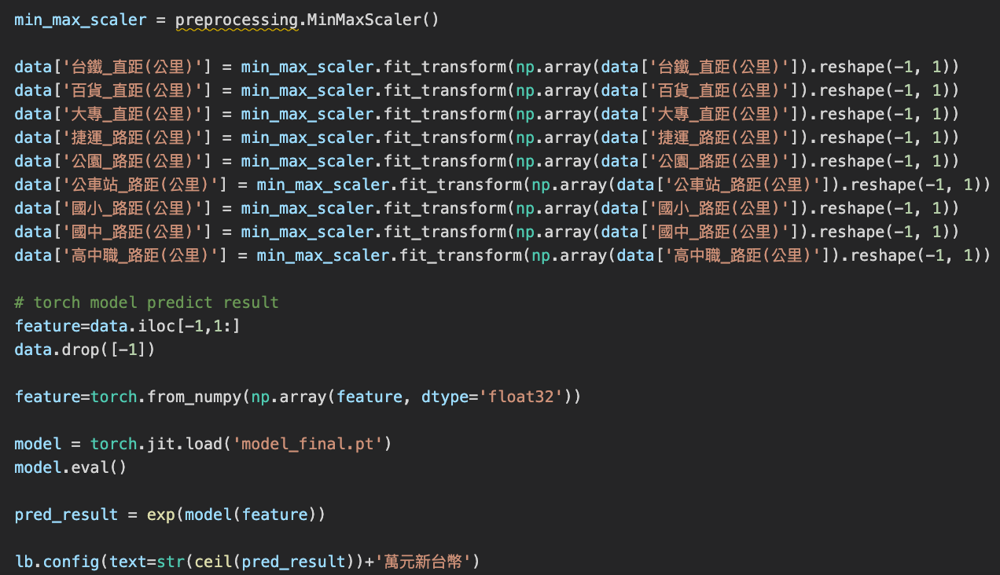 min_max_scaler = preprocessing.MinMaxScaler()
data['台鐵_直距(公里)'] = min_max_scaler.fit_transform(np.array(data['台鐵_直距(公里)']).reshape(-1, 1))
data['百貨_直距(公里)'] = min_max_scaler.fit_transform(np.array(data['百貨_直距(公里)']).reshape(-1, 1))
data['大專_直距(公里)'] = min_max_scaler.fit_transform(np.array(data['大專_直距(公里)']).reshape(-1, 1))
data['捷運_路距(公里)'] = min_max_scaler.fit_transform(np.array(data['捷運_路距(公里)']).reshape(-1, 1))
data['公園_路距(公里)'] = min_max_scaler.fit_transform(np.array(data['公園_路距(公里)']).reshape(-1, 1))
data['公車站_路距(公里)'] = min_max_scaler.fit_transform(np.array(data['公車站_路距(公里)']).reshape(-1, 1))
data['國小_路距(公里)'] = min_max_scaler.fit_transform(np.array(data['國小_路距(公里)']).reshape(-1, 1))
data['國中_路距(公里)'] = min_max_scaler.fit_transform(np.array(data['國中_路距(公里)']).reshape(-1, 1))
data['高中職_路距(公里)'] = min_max_scaler.fit_transform(np.array(data['高中職_路距(公里)']).reshape(-1, 1))
# torch model predict result
feature=data.iloc[-1,1:]
data.drop([-1])
feature=torch.from_numpy(np.array(feature, dtype='float32'))
model = torch.jit.load('model_final.pt')
model.eval()
pred_result = exp(model(feature))
lb.config(text=str(ceil(pred_result))+'萬元新台幣')